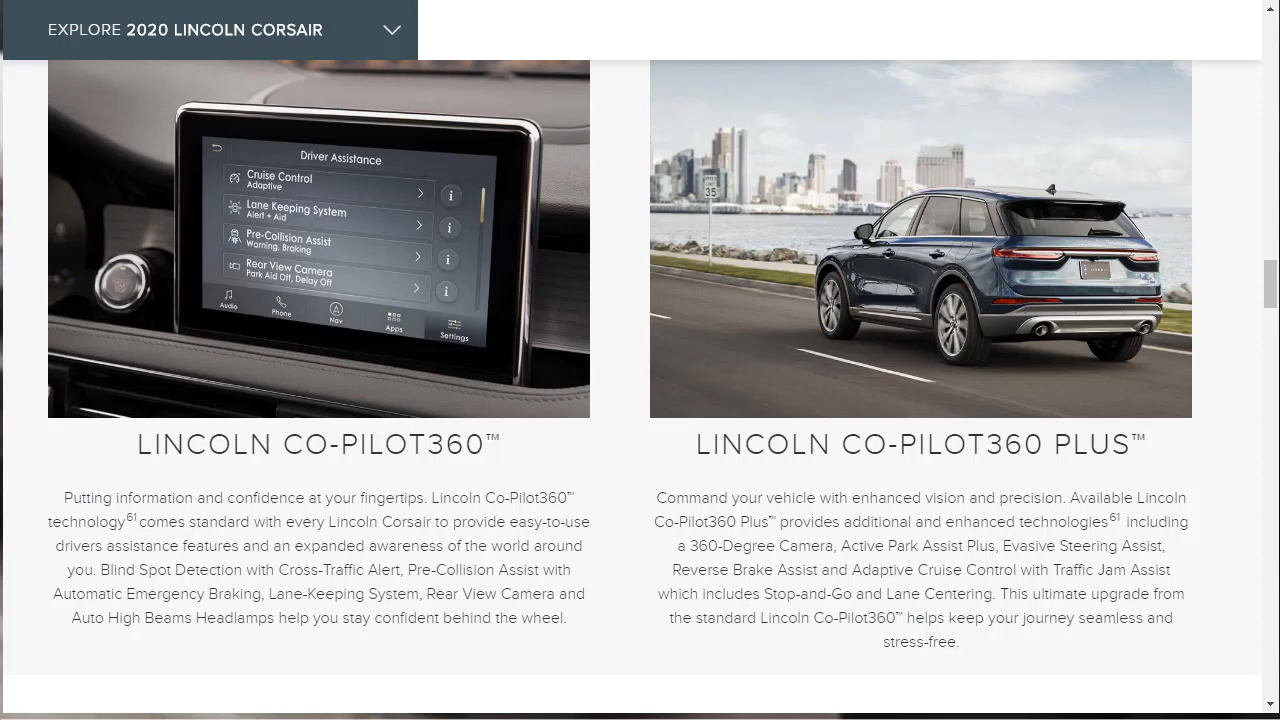 EXPLORE 2020 LINCOLN CORSAIR
Driver Assistance
Cruise Control
Adaptive
Lane Keeping System
Alert + Aid
Pre-Collision Assist
Warning, Braking
Rear View Camera
Park Aid Off, Delay Off
Audio
Phone
Nav
Apps
Settings
SPEED LIMIT
35
LINCOLN CO-PILOT360™
Putting information and confidence at your fingertips. Lincoln Co-Pilot360™
technology61 comes standard with every Lincoln Corsair to provide easy-to-use
drivers assistance features and an expanded awareness of the world around
you. Blind Spot Detection with Cross-Traffic Alert, Pre-Collision Assist with
Automatic Emergency Braking, Lane-Keeping System, Rear View Camera and
Auto High Beams Headlamps help you stay confident behind the wheel.
LINCOLN CO-PILOT360 PLUS™
Command your vehicle with enhanced vision and precision. Available Lincoln
Co-Pilot360 Plus™ provides additional and enhanced technologies61 including
a 360-Degree Camera, Active Park Assist Plus, Evasive Steering Assist,
Reverse Brake Assist and Adaptive Cruise Control with Traffic Jam Assist
which includes Stop-and-Go and Lane Centering. This ultimate upgrade from
the standard Lincoln Co-Pilot360™ helps keep your journey seamless and
stress-free.